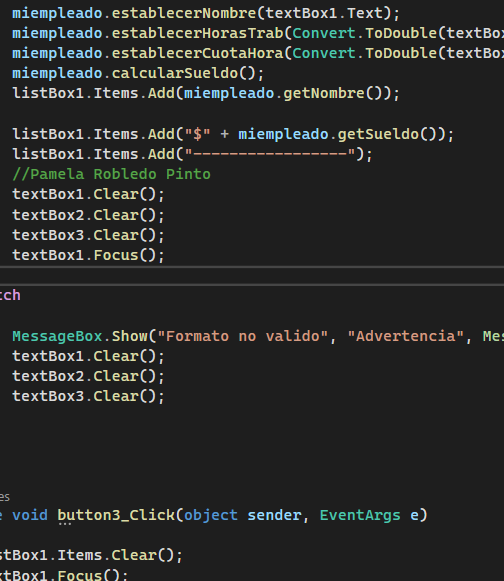 miempleado.establecerNombre(textBox1.Text);
miempleado.establecerHorasTrab(Convert.ToDouble(textBox
miempleado.establecerCuotaHora(Convert.ToDouble(textBox
miempleado.calcularSueldo();
listBox1.Items.Add(miempleado.getNombre());
listBox1.Items.Add("$" + miempleado.getSueldo());
listBox1.Items.Add("-----------------");
//Pamela Robledo Pinto
textBox1.Clear();
textBox2.Clear();
textBox3.Clear();
textBox1.Focus();
tch
MessageBox.Show("Formato no valido", "Advertencia", Mes
textBox1.Clear();
textBox2.Clear();
textBox3.Clear();
es
e void button3_Click(object sender, EventArgs e)
stBox1.Items.Clear();
xtBox1.Focus();